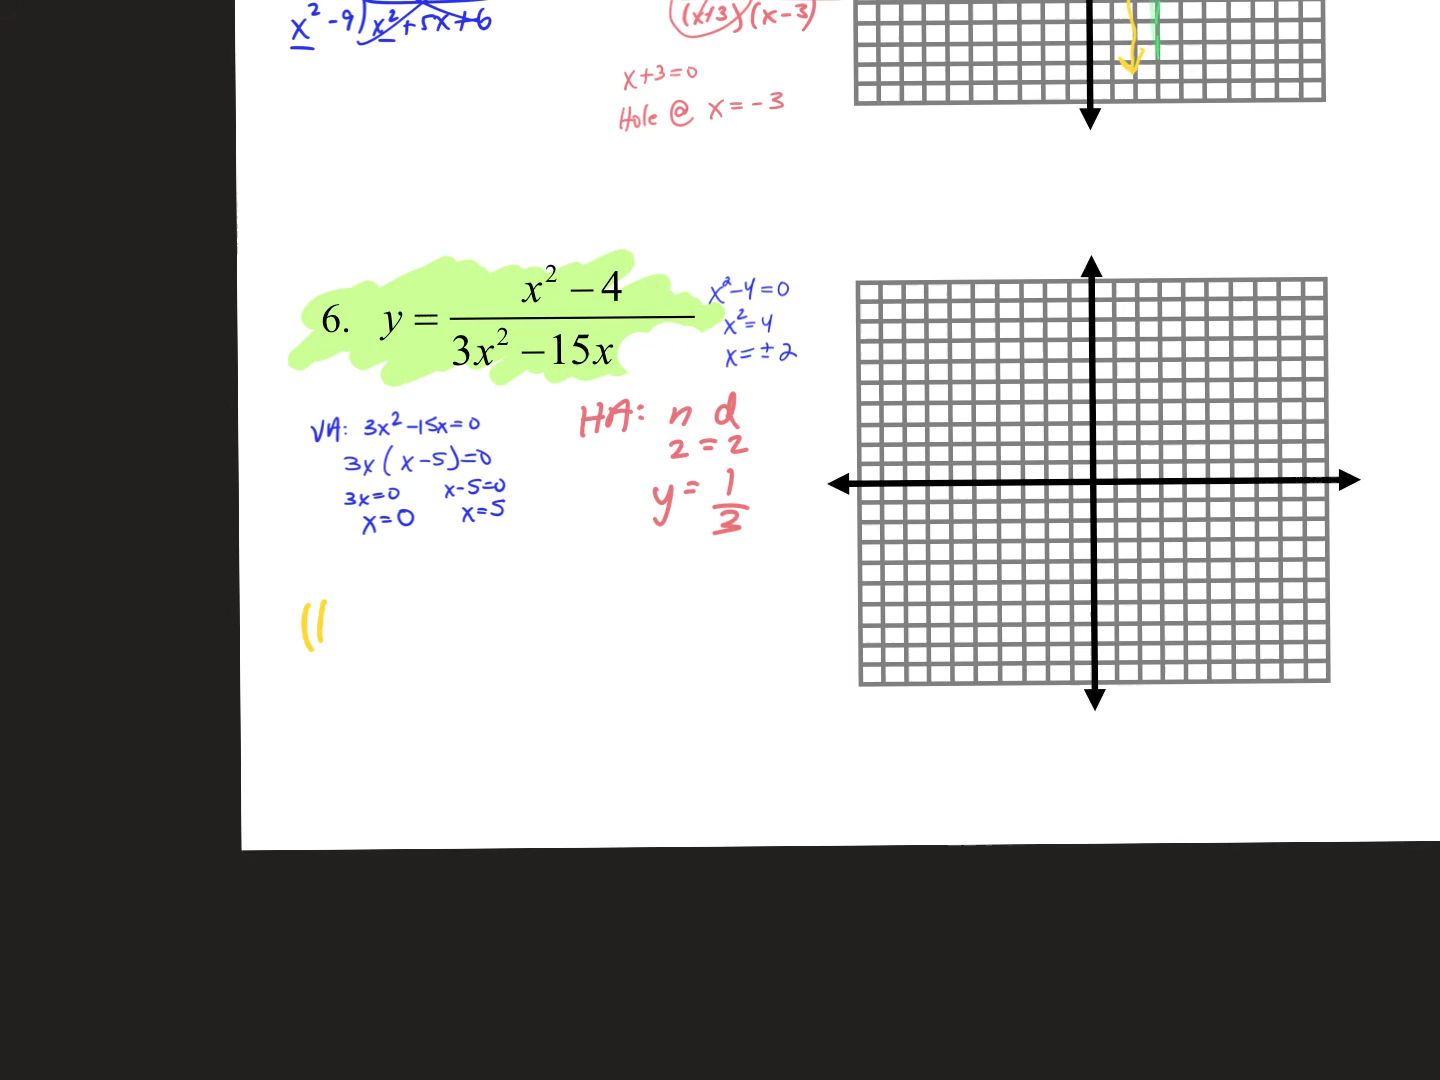 x² - 9)x² + 5x + 6
(x+3)(x-3)
x+3=0
Hole @ x = -3
6. y = (x² - 4)/(3x² - 15x)
x²-4=0
x²=4
x=±2
VA: 3x²-15x=0
3x(x-5)=0
3x=0 x-5=0
x=0 x=5
HA: n d
2 = 2
y = 1/3
((